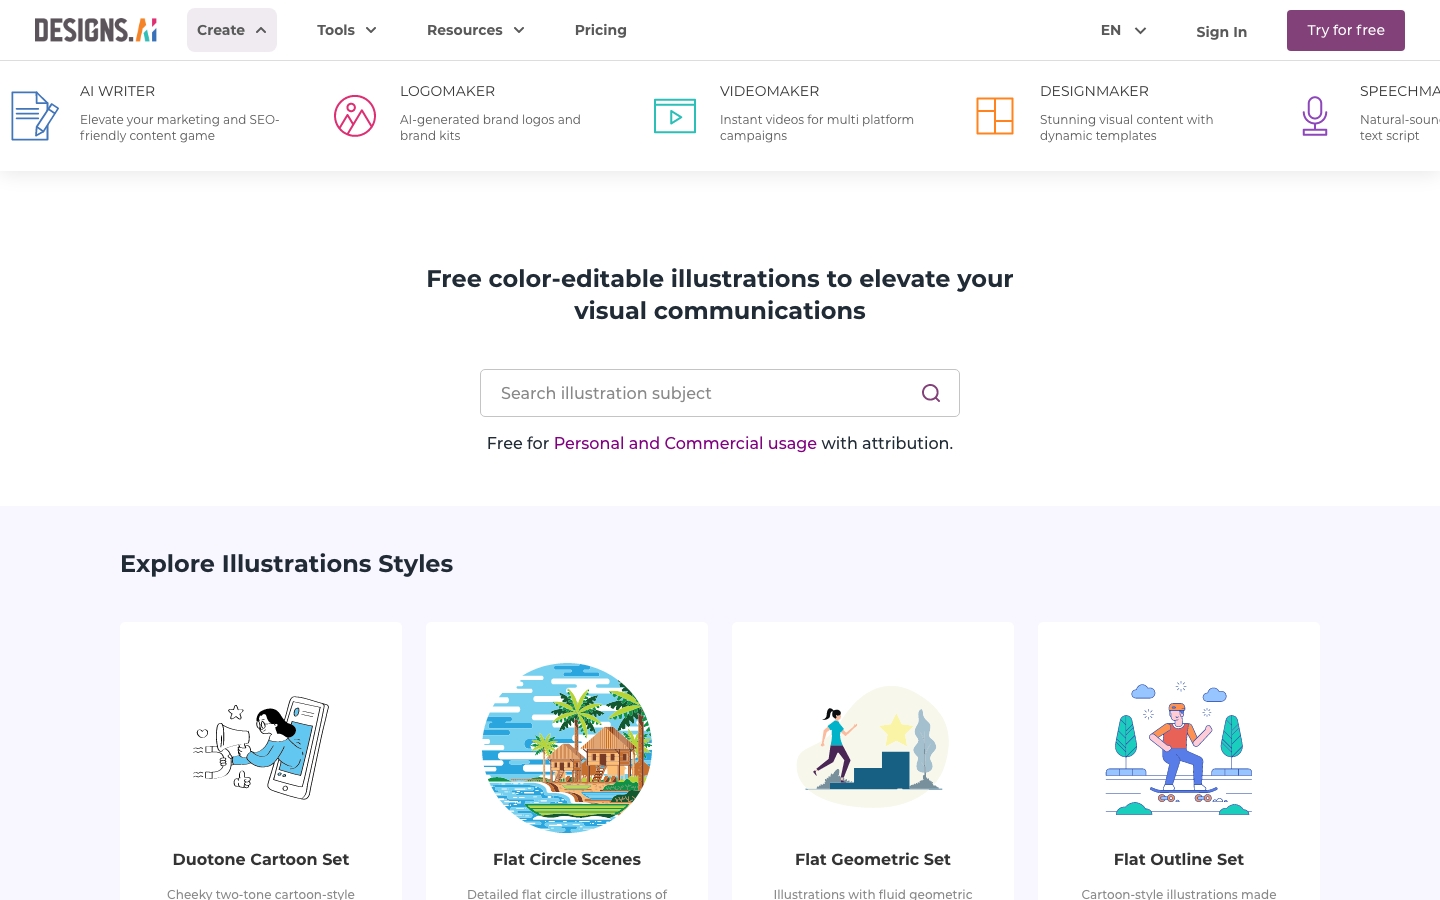 DESIGNS.AI
Create
Tools
Resources
Pricing
EN
Sign In
Try for free
AI WRITER
Elevate your marketing and SEO-
friendly content game
LOGOMAKER
AI-generated brand logos and
brand kits
VIDEOMAKER
Instant videos for multi platform
campaigns
DESIGNMAKER
Stunning visual content with
dynamic templates
SPEECHMA
Natural-soun
text script
Free color-editable illustrations to elevate your
visual communications
Search illustration subject
Free for Personal and Commercial usage with attribution.
Explore Illustrations Styles
Duotone Cartoon Set
Cheeky two-tone cartoon-style
Flat Circle Scenes
Detailed flat circle illustrations of
Flat Geometric Set
Illustrations with fluid geometric
Flat Outline Set
Cartoon-style illustrations made